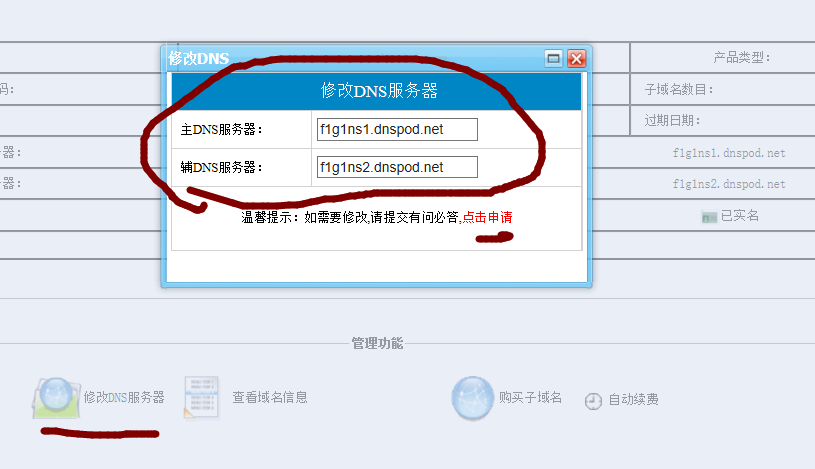 修改DNS
修改DNS服务器
主DNS服务器：
f1g1ns1.dnspod.net
辅DNS服务器：
f1g1ns2.dnspod.net
温馨提示：如需要修改,请提交有问必答,点击申请
产品类型：
码：
子域名数目：
过期日期：
器：
f1g1ns1.dnspod.net
器：
f1g1ns2.dnspod.net
已实名
管理功能
修改DNS服务器
查看域名信息
购买子域名
自动续费